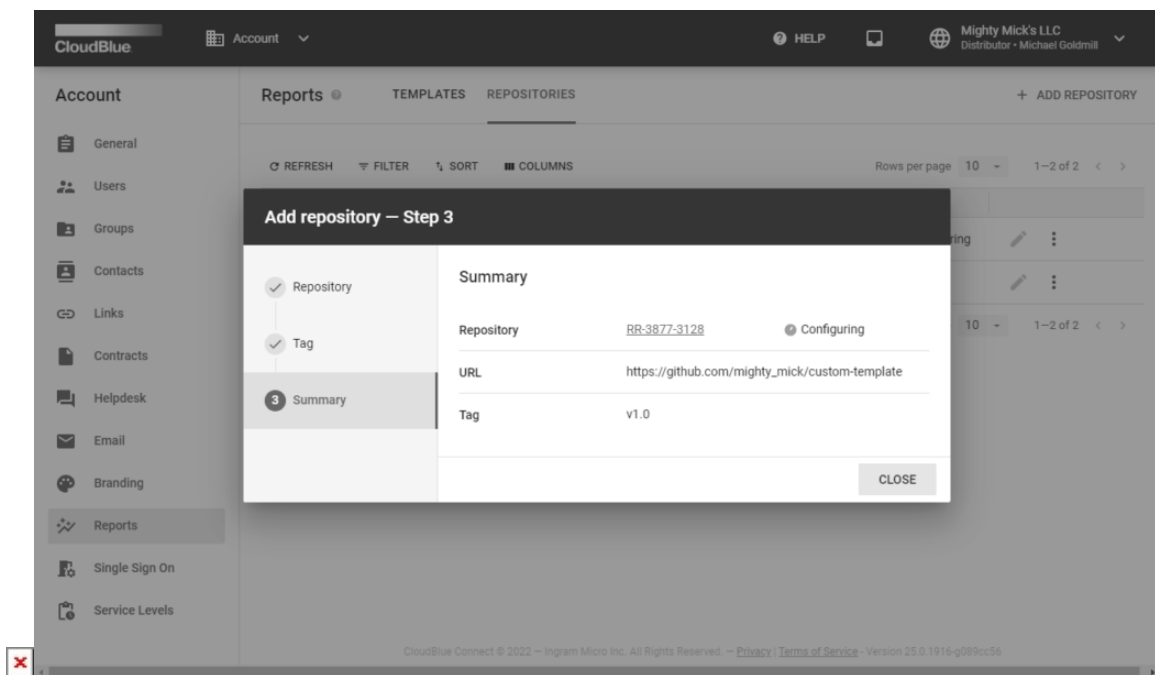 CloudBlue
Account
HELP
Mighty Mick's LLC
Distributor • Michael Goldmill
Account
General
Users
Groups
Contacts
Links
Contracts
Helpdesk
Email
Branding
Reports
Single Sign On
Service Levels
Reports
TEMPLATES REPOSITORIES
+ ADD REPOSITORY
REFRESH FILTER SORT COLUMNS
Rows per page 10 1–2 of 2
ring
10 1–2 of 2
Add repository — Step 3
Repository
Tag
3 Summary
Summary
Repository RR-3877-3128 Configuring
URL https://github.com/mighty_mick/custom-template
Tag v1.0
CLOSE
CloudBlue Connect © 2022 — Ingram Micro Inc. All Rights Reserved. — Privacy | Terms of Service - Version 25.0.1916-g089cc56